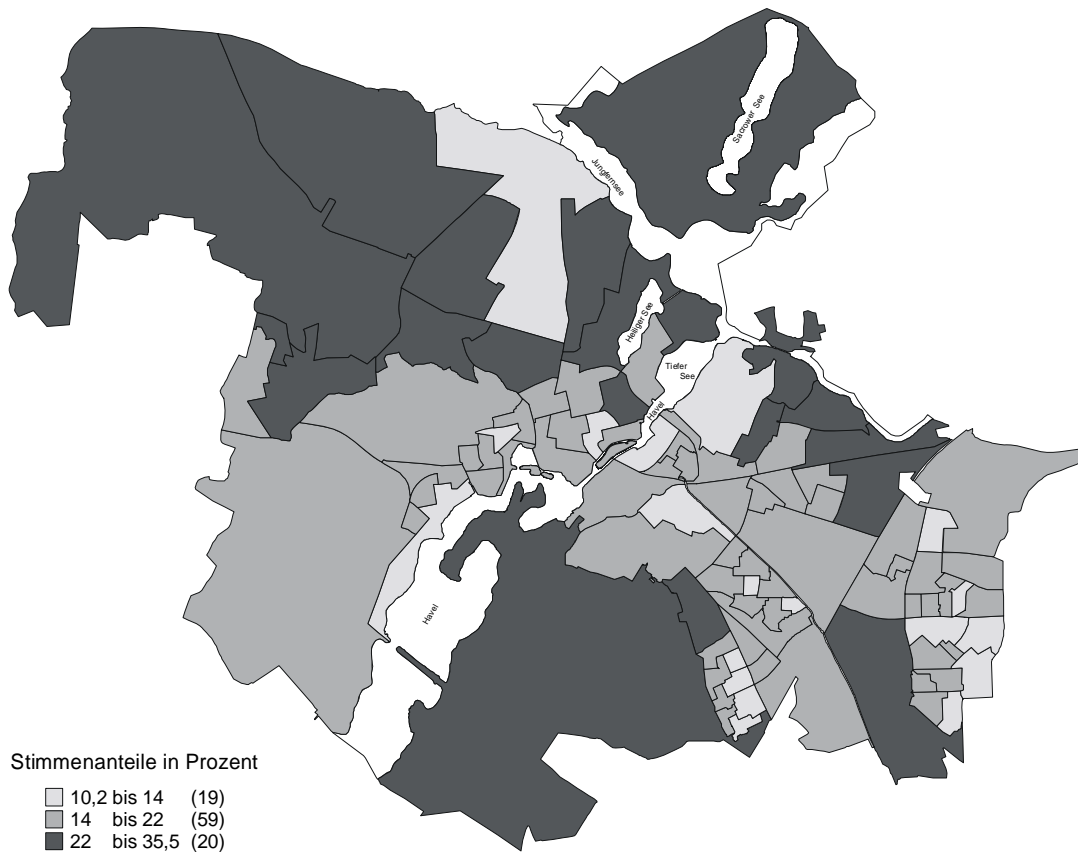 Sacrower See
Jungfernsee
Heiliger See
Tiefer
See
Havel
Havel
Stimmenanteile in Prozent
10,2 bis 14 (19)
14 bis 22 (59)
22 bis 35,5 (20)